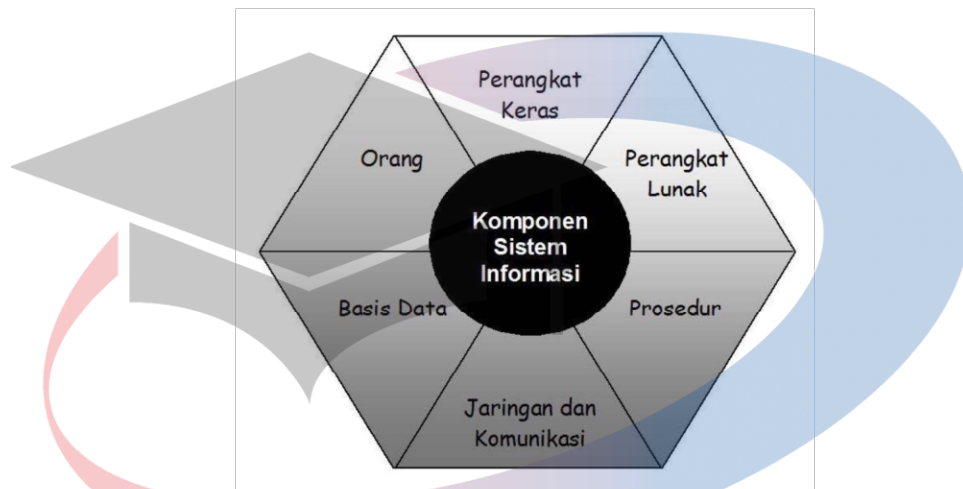 Perangkat
Keras
Orang
Perangkat
Lunak
Komponen
Sistem
Informasi
Basis Data
Prosedur
Jaringan dan
Komunikasi